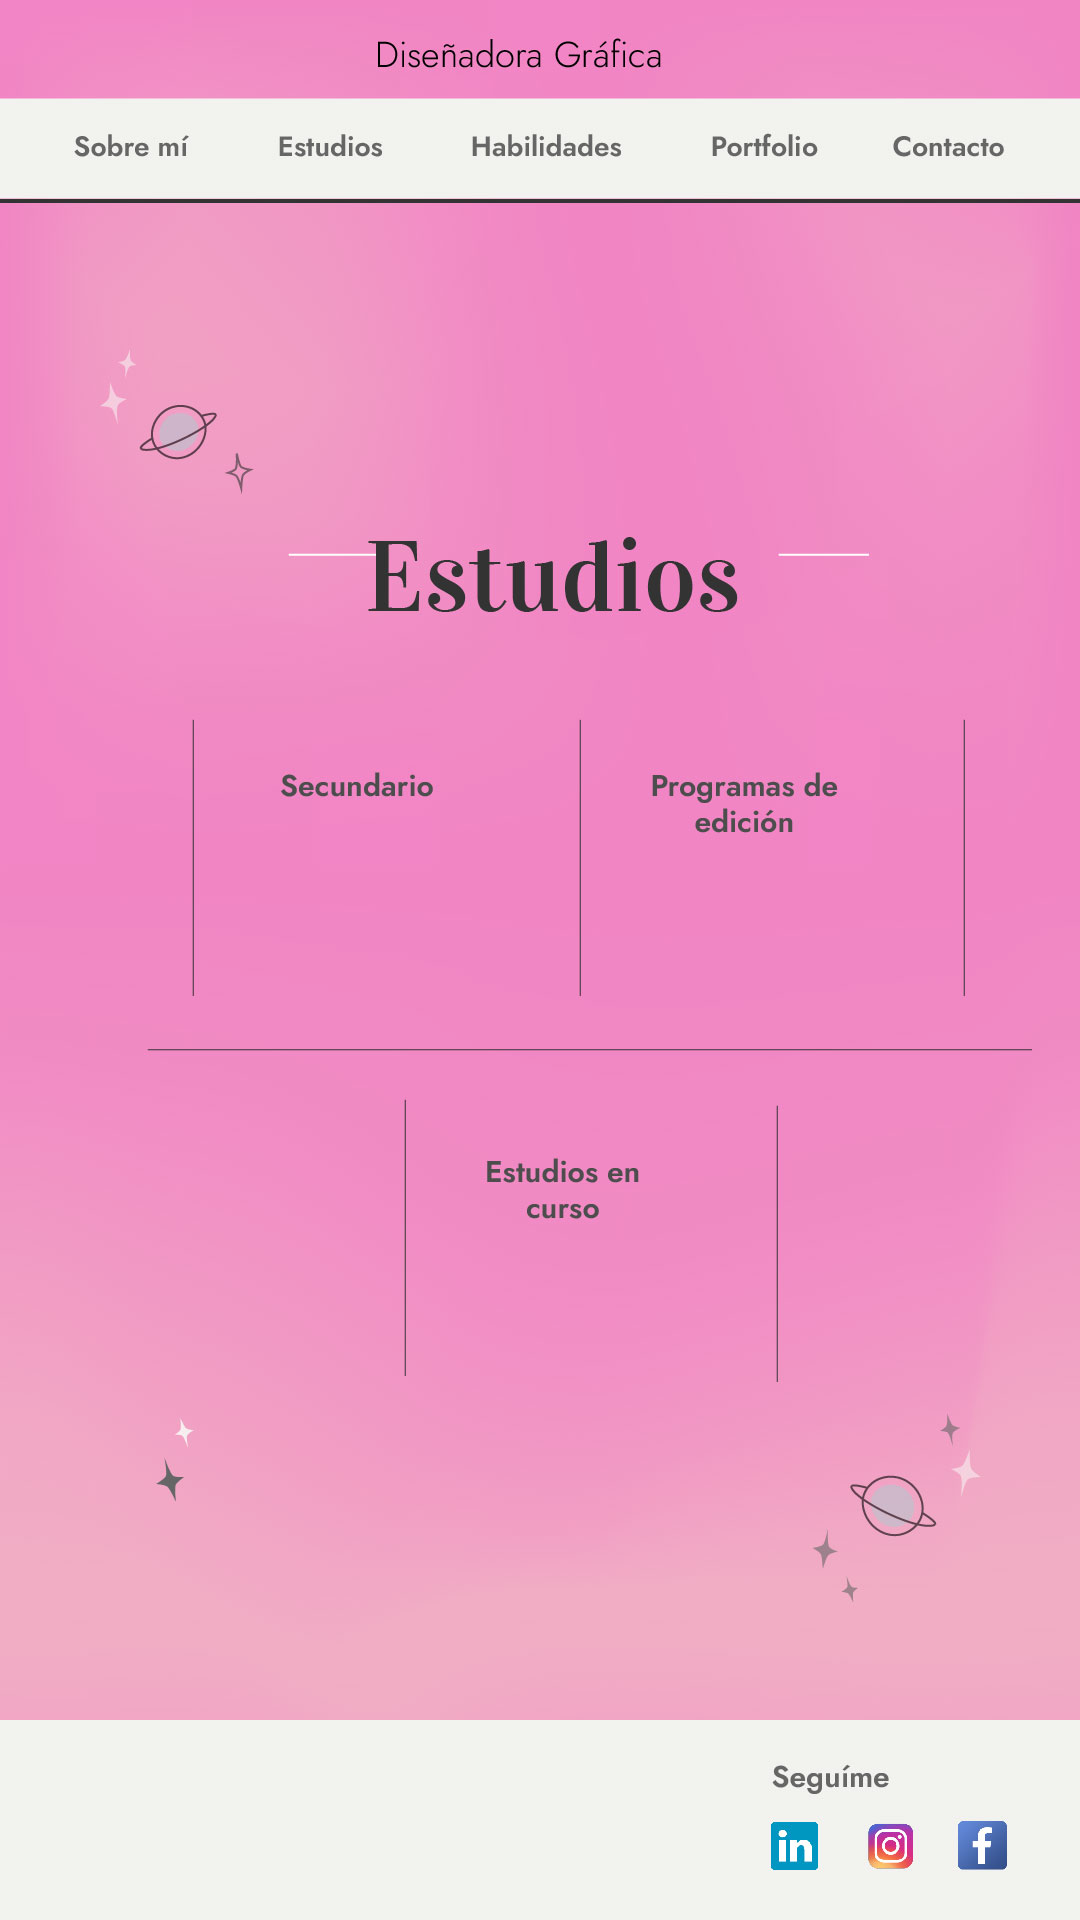 Diseñadora Gráfica
Sobre mí Estudios Habilidades Portfolio Contacto
Estudios
Secundario
Programas de
edición
Estudios en
curso
Seguíme
in f